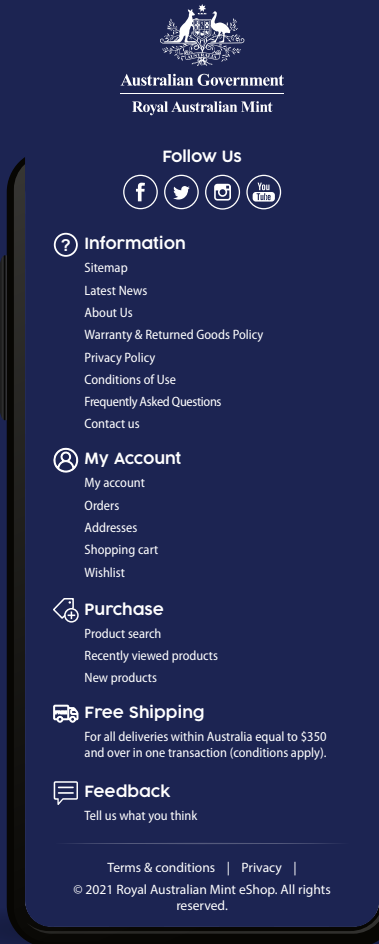 Australian Government
Royal Australian Mint
Follow Us
You
Tube
Information
Sitemap
Latest News
About Us
Warranty & Returned Goods Policy
Privacy Policy
Conditions of Use
Frequently Asked Questions
Contact us
My Account
My account
Orders
Addresses
Shopping cart
Wishlist
Purchase
Product search
Recently viewed products
New products
Free Shipping
For all deliveries within Australia equal to $350
and over in one transaction (conditions apply).
Feedback
Tell us what you think
Terms & conditions | Privacy |
© 2021 Royal Australian Mint eShop. All rights
reserved.